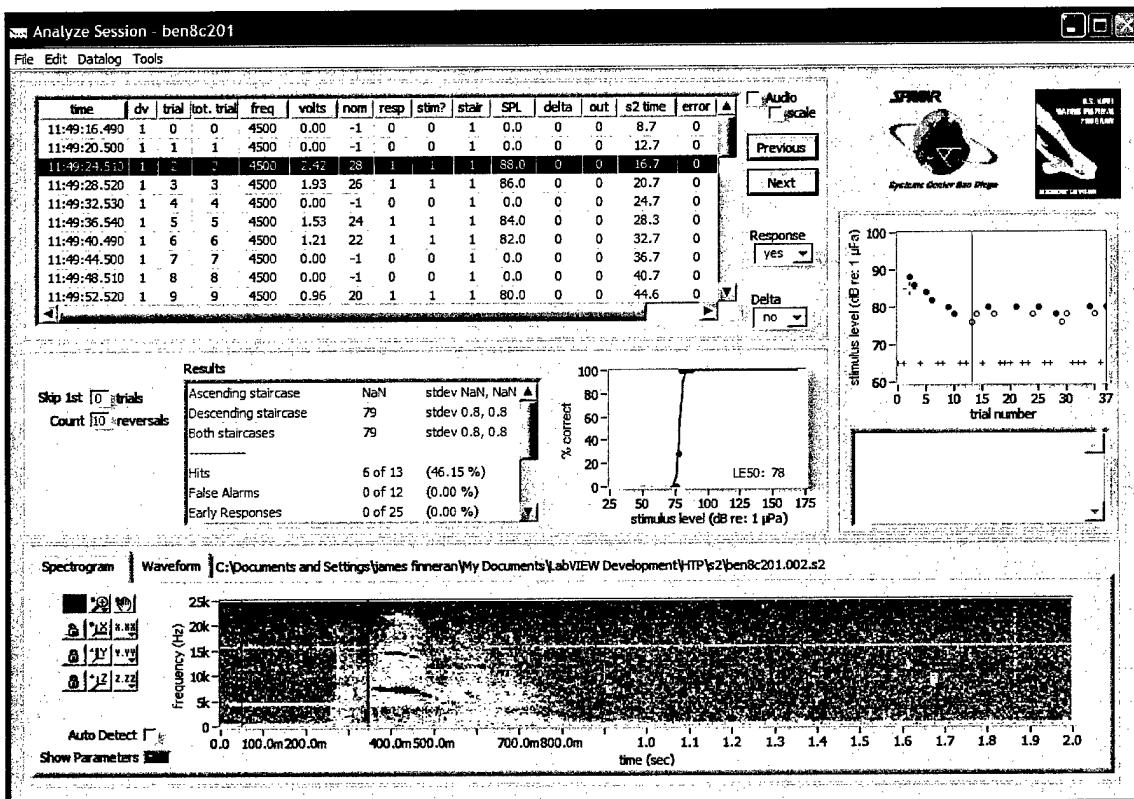 Analyze Session - ben8c201
File Edit Datalog Tools
time dv trial tot. trial freq volts nom resp stim? stair SPL delta out s2 time error
11:49:16.490 1 0 0 4500 0.00 -1 0 0 1 0.0 0 0 8.7 0
11:49:20.500 1 1 1 4500 0.00 -1 0 0 1 0.0 0 0 12.7 0
11:49:24.510 1 2 2 4500 2.42 28 1 1 1 88.0 0 0 16.7 0
11:49:28.520 1 3 3 4500 1.93 26 1 1 1 86.0 0 0 20.7 0
11:49:32.530 1 4 4 4500 0.00 -1 0 0 1 0.0 0 0 24.7 0
11:49:36.540 1 5 5 4500 1.53 24 1 1 1 84.0 0 0 28.3 0
11:49:40.490 1 6 6 4500 1.21 22 1 1 1 82.0 0 0 32.7 0
11:49:44.500 1 7 7 4500 0.00 -1 0 0 1 0.0 0 0 36.7 0
11:49:48.510 1 8 8 4500 0.00 -1 0 0 1 0.0 0 0 40.7 0
11:49:52.520 1 9 9 4500 0.96 20 1 1 1 80.0 0 0 44.6 0
Audio
scale
Previous
Next
Response
yes
Delta
no
SPAWAR
Systems Center San Diego
stimulus level (dB re: 1 µPa)
100
90
80
70
60
0 5 10 15 20 25 30 37
trial number
Skip 1st 0 trials
Count 10 reversals
Results
Ascending staircase NaN stdev NaN, NaN
Descending staircase 79 stdev 0.8, 0.8
Both staircases 79 stdev 0.8, 0.8
----------
Hits 6 of 13 (46.15 %)
False Alarms 0 of 12 (0.00 %)
Early Responses 0 of 25 (0.00 %)
% correct
100
80
60
40
20
0
LE50: 78
25 50 75 100 125 150 175
stimulus level (dB re: 1 µPa)
Spectrogram Waveform C:\Documents and Settings\james finneran\My Documents\LabVIEW Development\HTP\s2\ben8c201.002.s2
X X.XX
Y Y.YY
Z Z.ZZ
Auto Detect
Show Parameters
frequency (Hz)
25k
20k
15k
10k
5k
0
0.0 100.0m 200.0m 400.0m 500.0m 700.0m 800.0m 1.0 1.1 1.2 1.3 1.4 1.5 1.6 1.7 1.8 1.9 2.0
time (sec)